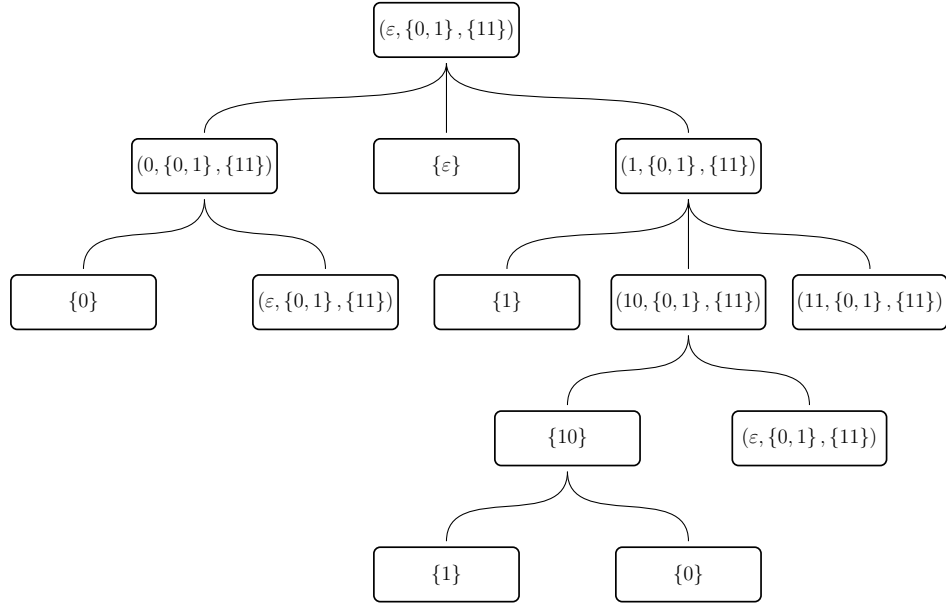 (ε, {0, 1} , {11})
(0, {0, 1} , {11})
{ε}
(1, {0, 1} , {11})
{0}
(ε, {0, 1} , {11})
{1}
(10, {0, 1} , {11})
(11, {0, 1} , {11})
{10}
(ε, {0, 1} , {11})
{1}
{0}